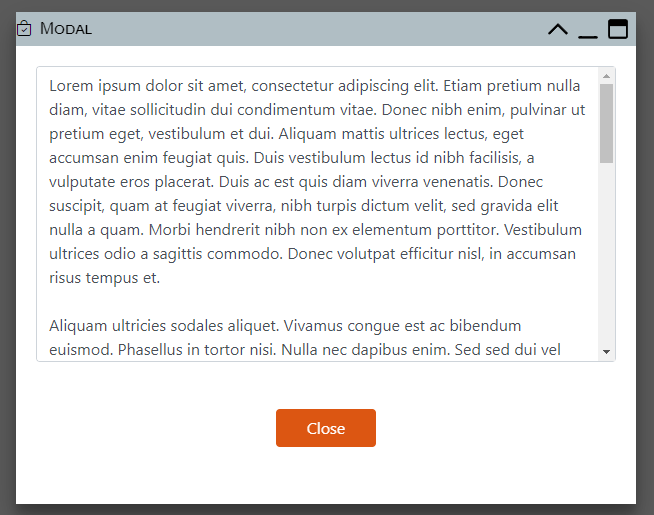 Modal
Lorem ipsum dolor sit amet, consectetur adipiscing elit. Etiam pretium nulla
diam, vitae sollicitudin dui condimentum vitae. Donec nibh enim, pulvinar ut
pretium eget, vestibulum et dui. Aliquam mattis ultrices lectus, eget
accumsan enim feugiat quis. Duis vestibulum lectus id nibh facilisis, a
vulputate eros placerat. Duis ac est quis diam viverra venenatis. Donec
suscipit, quam at feugiat viverra, nibh turpis dictum velit, sed gravida elit
nulla a quam. Morbi hendrerit nibh non ex elementum porttitor. Vestibulum
ultrices odio a sagittis commodo. Donec volutpat efficitur nisl, in accumsan
risus tempus et.
Aliquam ultricies sodales aliquet. Vivamus congue est ac bibendum
euismod. Phasellus in tortor nisi. Nulla nec dapibus enim. Sed sed dui vel
Close